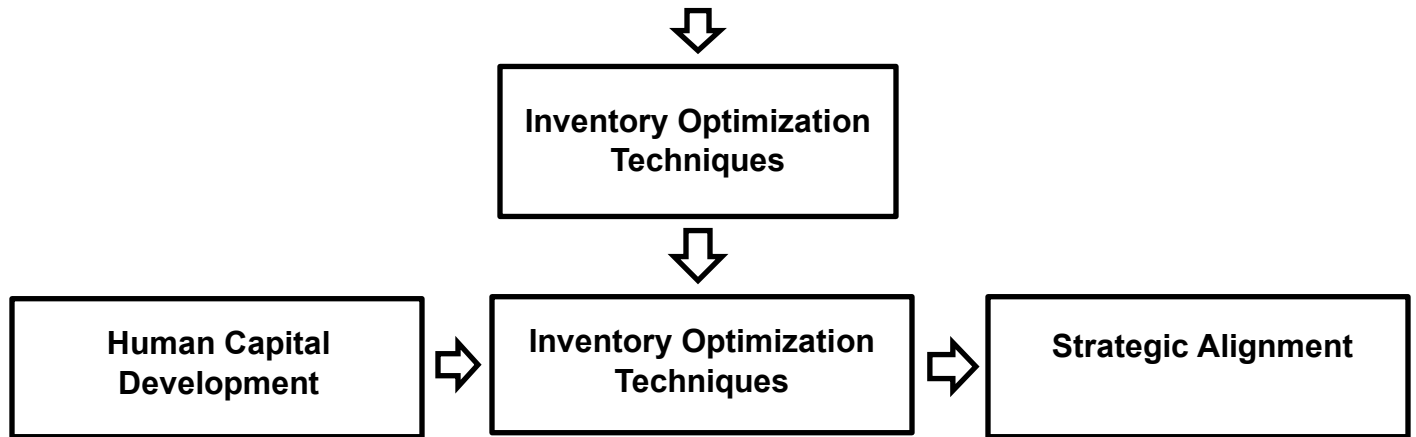 Inventory Optimization
Techniques
Human Capital
Development
Inventory Optimization
Techniques
Strategic Alignment